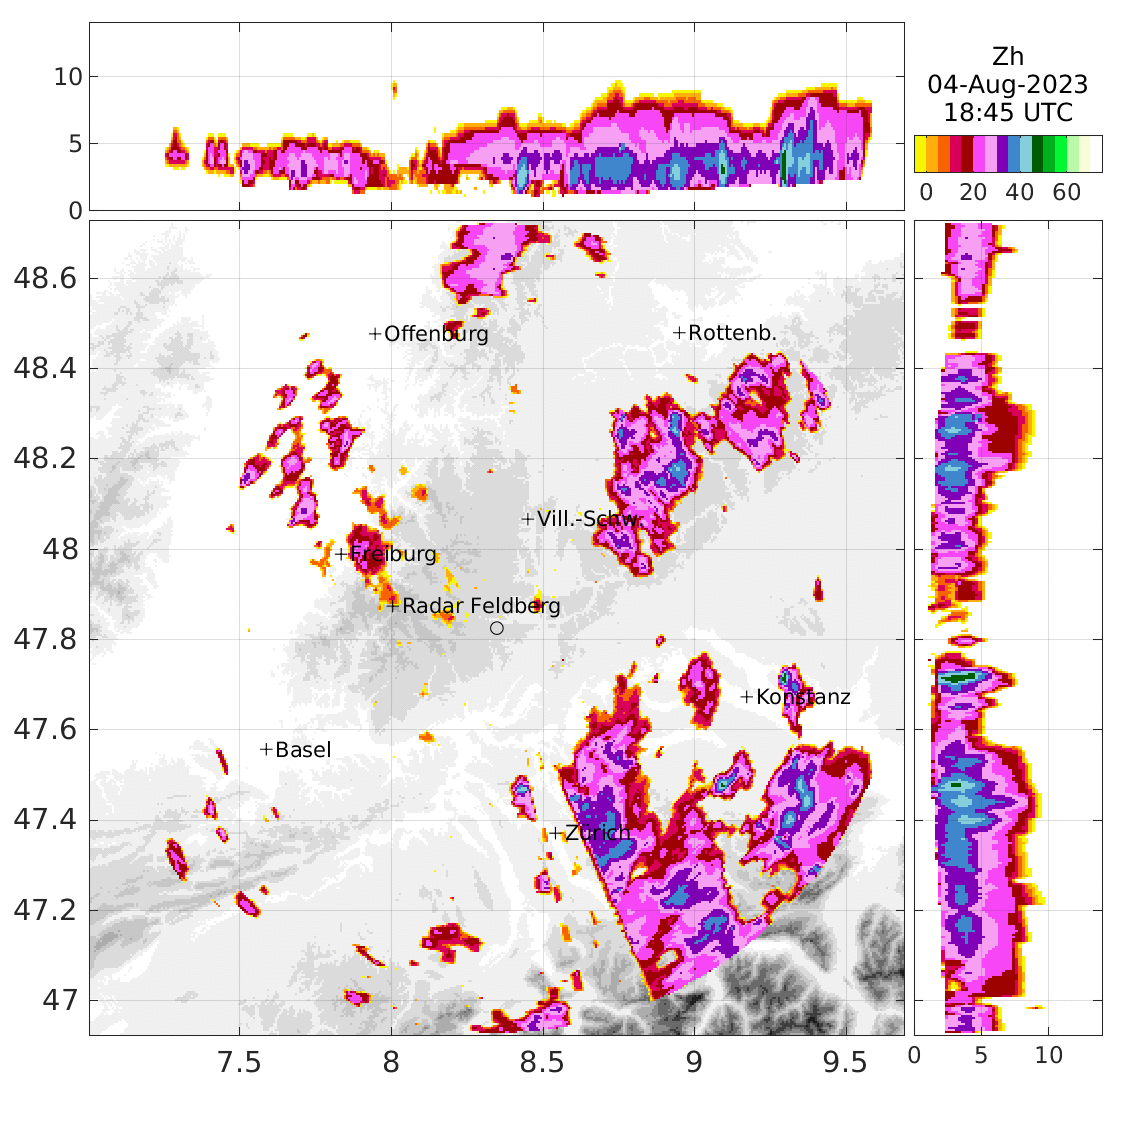 10
5
0
Zh
04-Aug-2023
18:45 UTC
0 20 40 60
48.6
48.4
48.2
48
47.8
47.6
47.4
47.2
47
+Offenburg
+Rottenb.
+Vill.-Schw.
+Freiburg
+Radar Feldberg
+Konstanz
+Basel
+Zürich
7.5 8 8.5 9 9.5
0 5 10